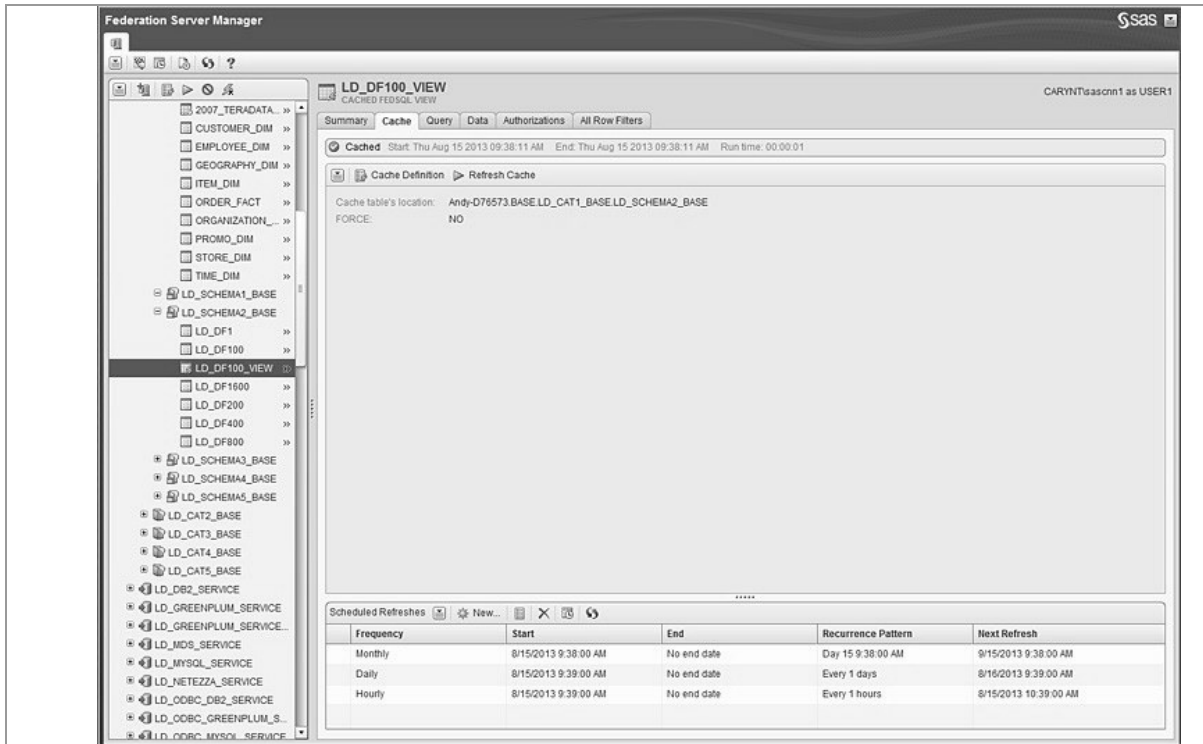 Federation Server Manager
sas
?
LD_DF100_VIEW
CACHED FEDSQL VIEW
CARYNT\sascnn1 as USER1
Summary Cache Query Data Authorizations All Row Filters
Cached Start: Thu Aug 15 2013 09:38:11 AM End: Thu Aug 15 2013 09:38:11 AM Run time: 00:00:01
Cache Definition Refresh Cache
Cache table's location: Andy-D76573.BASE.LD_CAT1_BASE.LD_SCHEMA2_BASE
FORCE: NO
2007_TERADATA... »
CUSTOMER_DIM »
EMPLOYEE_DIM »
GEOGRAPHY_DIM »
ITEM_DIM »
ORDER_FACT »
ORGANIZATION_... »
PROMO_DIM »
STORE_DIM »
TIME_DIM »
LD_SCHEMA1_BASE
LD_SCHEMA2_BASE
LD_DF1 »
LD_DF100 »
LD_DF100_VIEW »
LD_DF1600 »
LD_DF200 »
LD_DF400 »
LD_DF800 »
LD_SCHEMA3_BASE
LD_SCHEMA4_BASE
LD_SCHEMA5_BASE
LD_CAT2_BASE
LD_CAT3_BASE
LD_CAT4_BASE
LD_CAT5_BASE
LD_DB2_SERVICE
LD_GREENPLUM_SERVICE
LD_GREENPLUM_SERVICE...
LD_MDS_SERVICE
LD_MYSQL_SERVICE
LD_NETEZZA_SERVICE
LD_ODBC_DB2_SERVICE
LD_ODBC_GREENPLUM_S...
LD_ODBC_MYSQL_SERVICE
Scheduled Refreshes New...
Frequency Start End Recurrence Pattern Next Refresh
Monthly 8/15/2013 9:38:00 AM No end date Day 15 9:38:00 AM 9/15/2013 9:38:00 AM
Daily 8/15/2013 9:39:00 AM No end date Every 1 days 8/16/2013 9:39:00 AM
Hourly 8/15/2013 9:39:00 AM No end date Every 1 hours 8/15/2013 10:39:00 AM